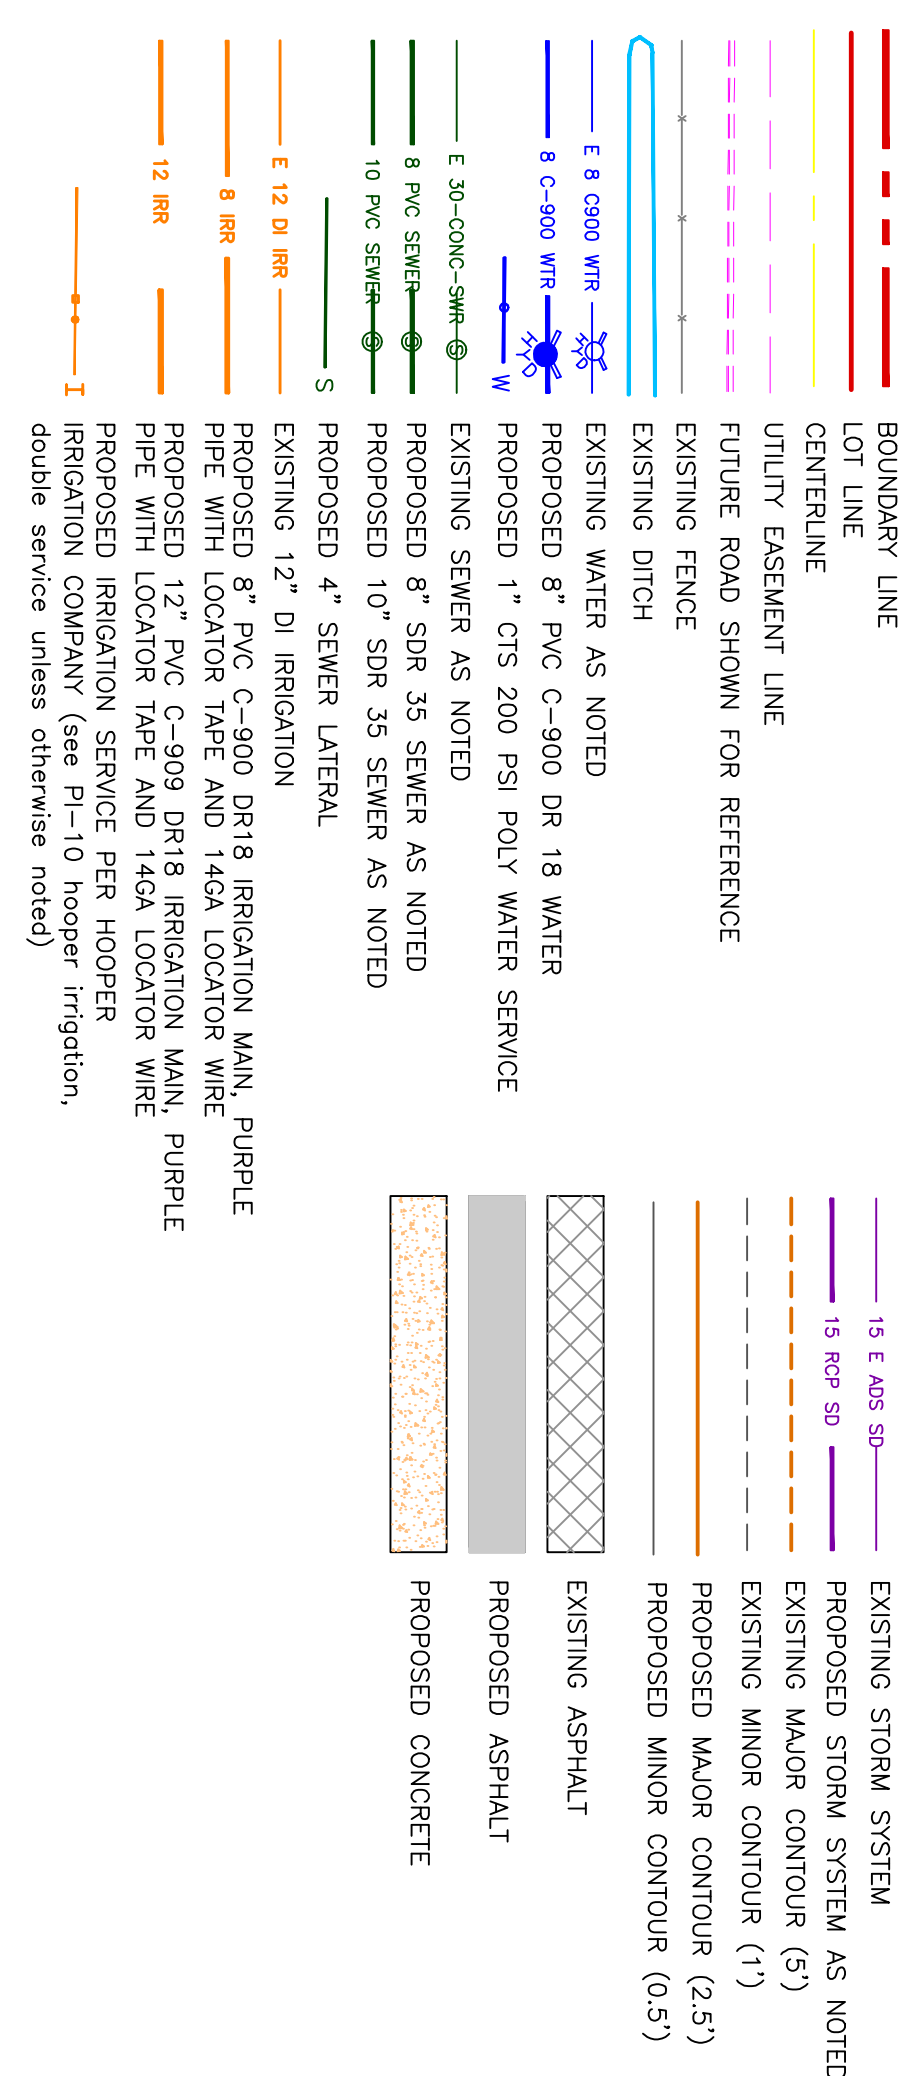 BOUNDARY LINE
LOT LINE
CENTERLINE
UTILITY EASEMENT LINE
FUTURE ROAD SHOWN FOR REFERENCE
EXISTING FENCE
EXISTING DITCH
E 8 C900 WTR HYD EXISTING WATER AS NOTED
8 C-900 WTR HYD PROPOSED 8" PVC C-900 DR 18 WATER
W PROPOSED 1" CTS 200 PSI POLY WATER SERVICE
E 30-CONC-SWR S EXISTING SEWER AS NOTED
8 PVC SEWER S PROPOSED 8" SDR 35 SEWER AS NOTED
10 PVC SEWER S PROPOSED 10" SDR 35 SEWER AS NOTED
S PROPOSED 4" SEWER LATERAL
E 12 DI IRR EXISTING 12" DI IRRIGATION
8 IRR PROPOSED 8" PVC C-900 DR18 IRRIGATION MAIN, PURPLE
PIPE WITH LOCATOR TAPE AND 14GA LOCATOR WIRE
12 IRR PROPOSED 12" PVC C-909 DR18 IRRIGATION MAIN, PURPLE
PIPE WITH LOCATOR TAPE AND 14GA LOCATOR WIRE
PROPOSED IRRIGATION SERVICE PER HOOPER
I IRRIGATION COMPANY (see PI-10 hooper irrigation,
double service unless otherwise noted)
15 E ADS SD EXISTING STORM SYSTEM
15 RCP SD PROPOSED STORM SYSTEM AS NOTED
EXISTING MAJOR CONTOUR (5')
EXISTING MINOR CONTOUR (1')
PROPOSED MAJOR CONTOUR (2.5')
PROPOSED MINOR CONTOUR (0.5')
EXISTING ASPHALT
PROPOSED ASPHALT
PROPOSED CONCRETE